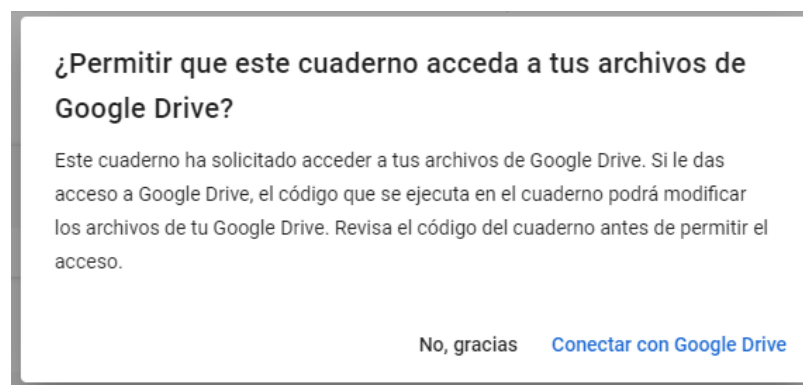 ¿Permitir que este cuaderno acceda a tus archivos de
Google Drive?
Este cuaderno ha solicitado acceder a tus archivos de Google Drive. Si le das
acceso a Google Drive, el código que se ejecuta en el cuaderno podrá modificar
los archivos de tu Google Drive. Revisa el código del cuaderno antes de permitir el
acceso.
No, gracias Conectar con Google Drive